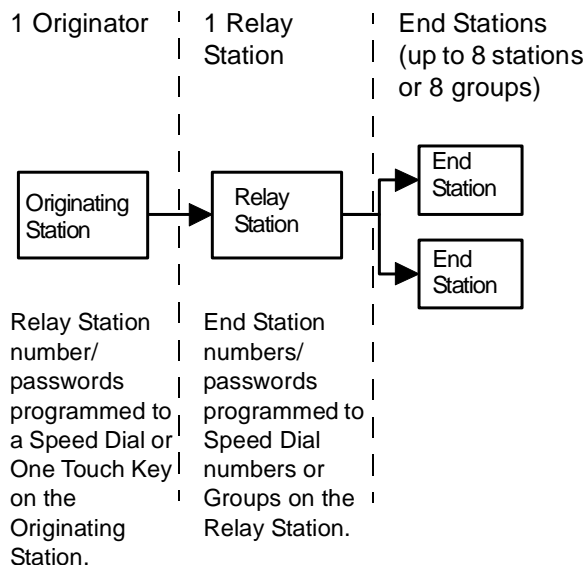 1 Originator
1 Relay
Station
End Stations
(up to 8 stations
or 8 groups)
Originating
Station
Relay
Station
End
Station
End
Station
Relay Station
number/
passwords
programmed to
a Speed Dial or
One Touch Key
on the
Originating
Station.
End Station
numbers/
passwords
programmed to
Speed Dial
numbers or
Groups on the
Relay Station.